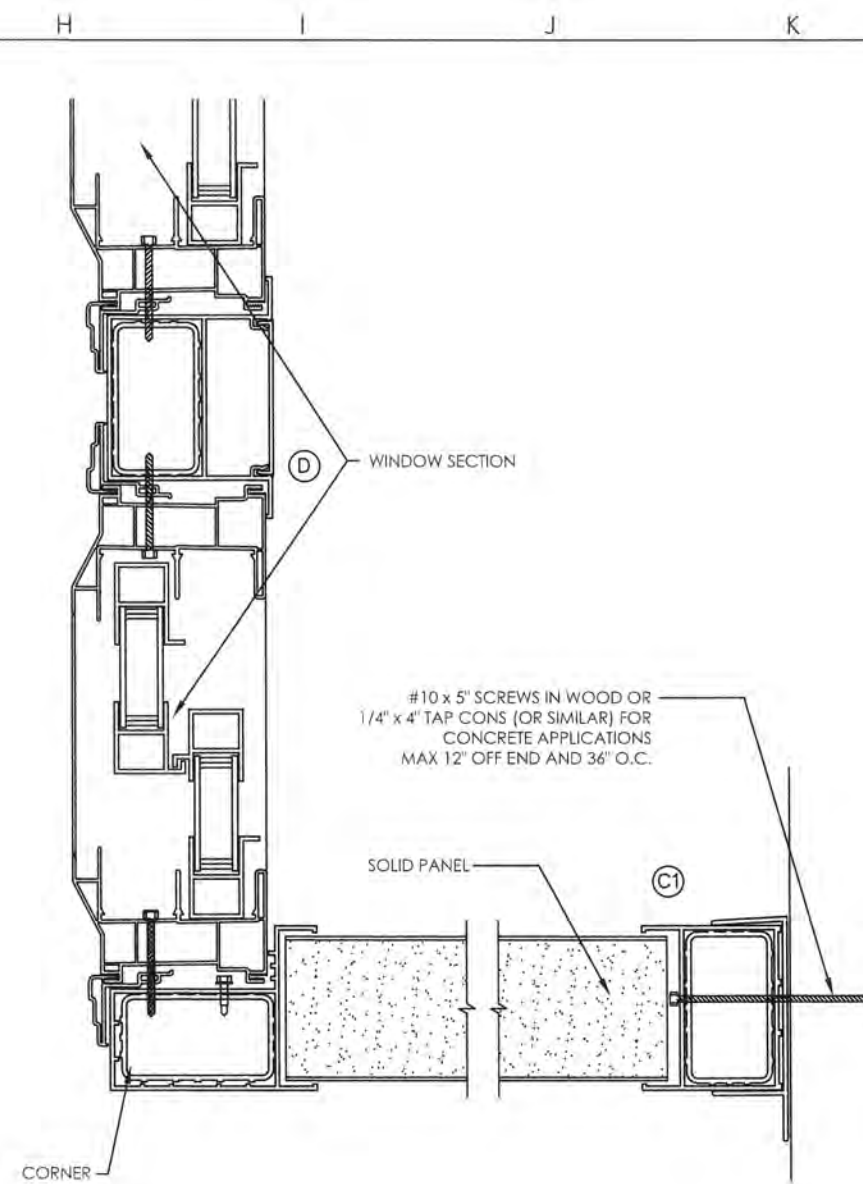 H I J K
D
WINDOW SECTION
#10 x 5" SCREWS IN WOOD OR
1/4" x 4" TAP CONS (OR SIMILAR) FOR
CONCRETE APPLICATIONS
MAX 12" OFF END AND 36" O.C.
SOLID PANEL
C1
CORNER